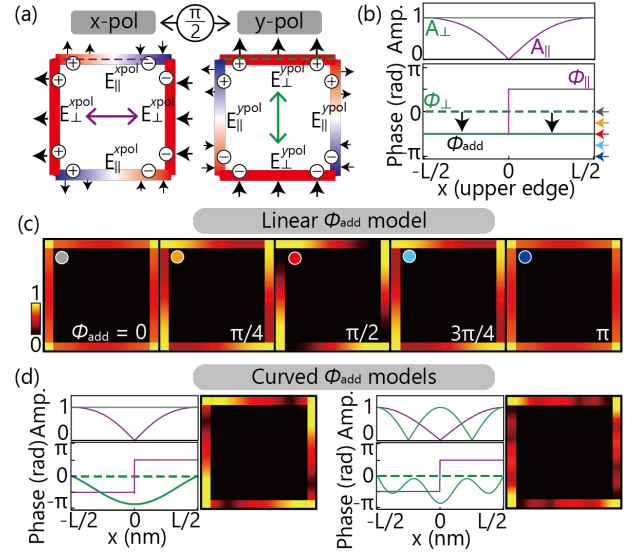 (a) x-pol π/2 y-pol
+ − + −
E∥^xpol E⊥^ypol
E⊥^xpol E⊥^xpol E∥^ypol E∥^ypol
E∥^xpol E⊥^ypol
+ − + −
(b)
Amp.
1
0
A⊥ A∥
Phase (rad)
π
0
π
Φ⊥ Φ∥
Φadd
-L/2 0 L/2
x (upper edge)
(c) Linear Φadd model
1
0
Φadd = 0 π/4 π/2 3π/4 π
(d) Curved Φadd models
Amp.
1
0
Phase (rad)
π
0
-π
-L/2 0 L/2
x (nm)
Amp.
1
0
Phase (rad)
π
0
-π
-L/2 0 L/2
x (nm)